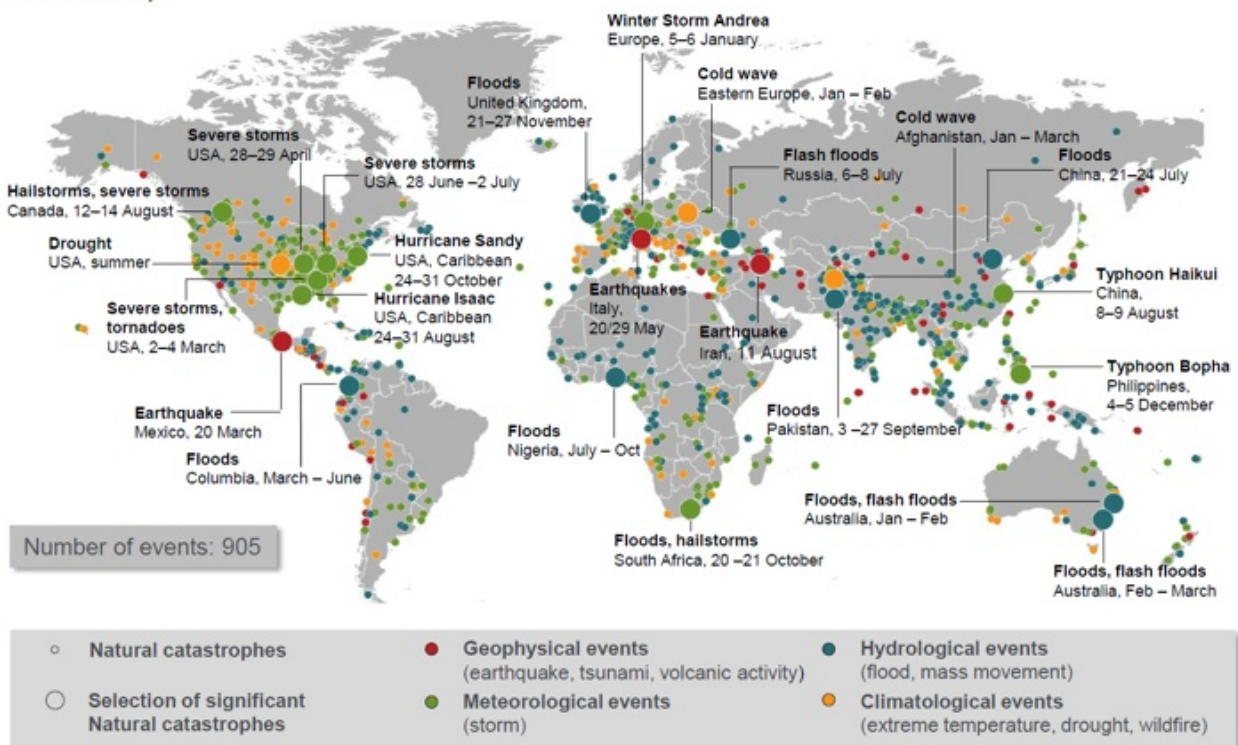 Winter Storm Andrea
Europe, 5–6 January
Cold wave
Eastern Europe, Jan – Feb
Floods
United Kingdom,
21–27 November
Cold wave
Afghanistan, Jan – March
Severe storms
USA, 28–29 April
Severe storms
USA, 28 June –2 July
Flash floods
Russia, 6–8 July
Floods
China, 21–24 July
Hailstorms, severe storms
Canada, 12–14 August
Drought
USA, summer
Hurricane Sandy
USA, Caribbean
24–31 October
Hurricane Isaac
USA, Caribbean
24–31 August
Severe storms,
tornadoes
USA, 2–4 March
Earthquakes
Italy,
20/29 May
Earthquake
Iran, 11 August
Typhoon Haikui
China,
8–9 August
Typhoon Bopha
Philippines,
4–5 December
Earthquake
Mexico, 20 March
Floods
Columbia, March – June
Floods
Nigeria, July – Oct
Floods
Pakistan, 3 –27 September
Floods, flash floods
Australia, Jan – Feb
Floods, hailstorms
South Africa, 20 –21 October
Floods, flash floods
Australia, Feb – March
Number of events: 905
Natural catastrophes
Selection of significant
Natural catastrophes
Geophysical events
(earthquake, tsunami, volcanic activity)
Meteorological events
(storm)
Hydrological events
(flood, mass movement)
Climatological events
(extreme temperature, drought, wildfire)